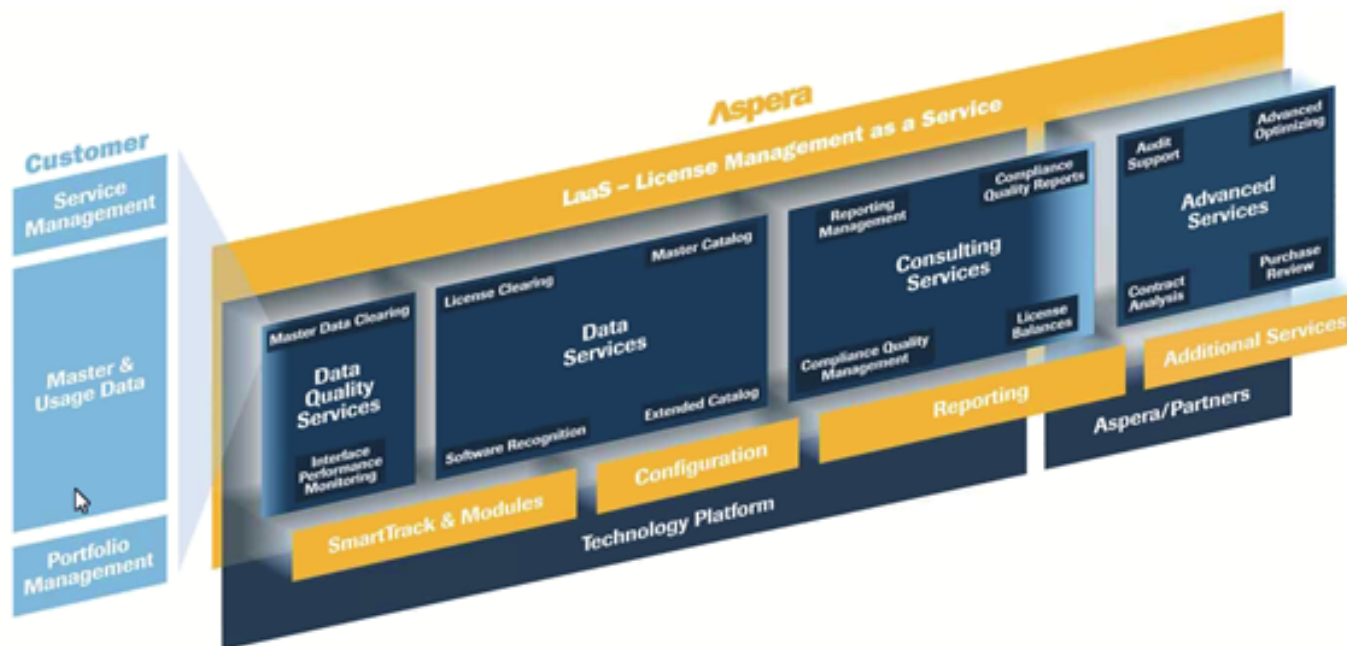 Aspera
LaaS – License Management as a Service
Customer
Service
Management
Master &
Usage Data
Portfolio
Management
Master Data Clearing
Data
Quality
Services
Interface
Performance
Monitoring
License Clearing
Master Catalog
Data
Services
Software Recognition
Extended Catalog
Reporting
Management
Compliance
Quality Reports
Consulting
Services
Compliance Quality
Management
License
Balances
Audit
Support
Advanced
Optimizing
Advanced
Services
Contract
Analysis
Purchase
Review
SmartTrack & Modules
Configuration
Reporting
Additional Services
Technology Platform
Aspera/Partners